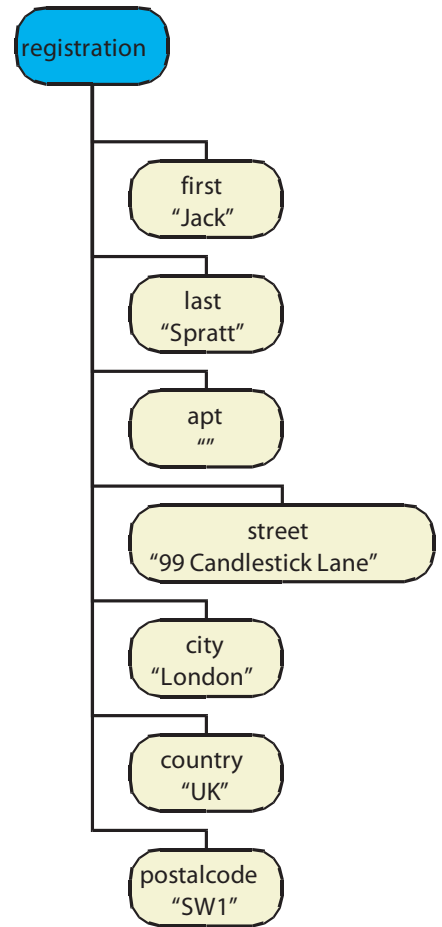 registration
first
“Jack”
last
“Spratt”
apt
“”
street
“99 Candlestick Lane”
city
“London”
country
“UK”
postalcode
“SW1”